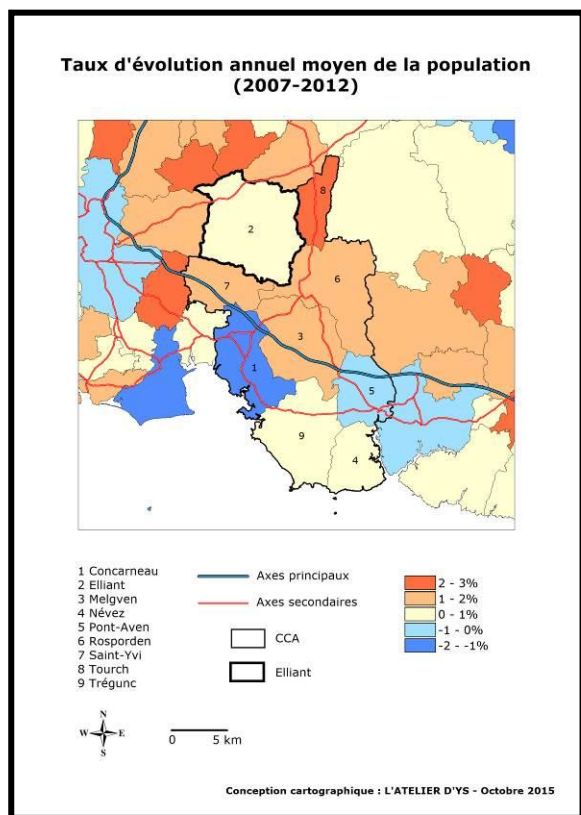 Taux d'évolution annuel moyen de la population
(2007-2012)
8
2
7
6
3
1
5
9
4
1 Concarneau
2 Elliant
3 Melgven
4 Névez
5 Pont-Aven
6 Rosporden
7 Saint-Yvi
8 Tourch
9 Trégunc
Axes principaux
Axes secondaires
CCA
Elliant
2 - 3%
1 - 2%
0 - 1%
-1 - 0%
-2 - -1%
N
W E
S
0 5 km
Conception cartographique : L'ATELIER D'YS - Octobre 2015